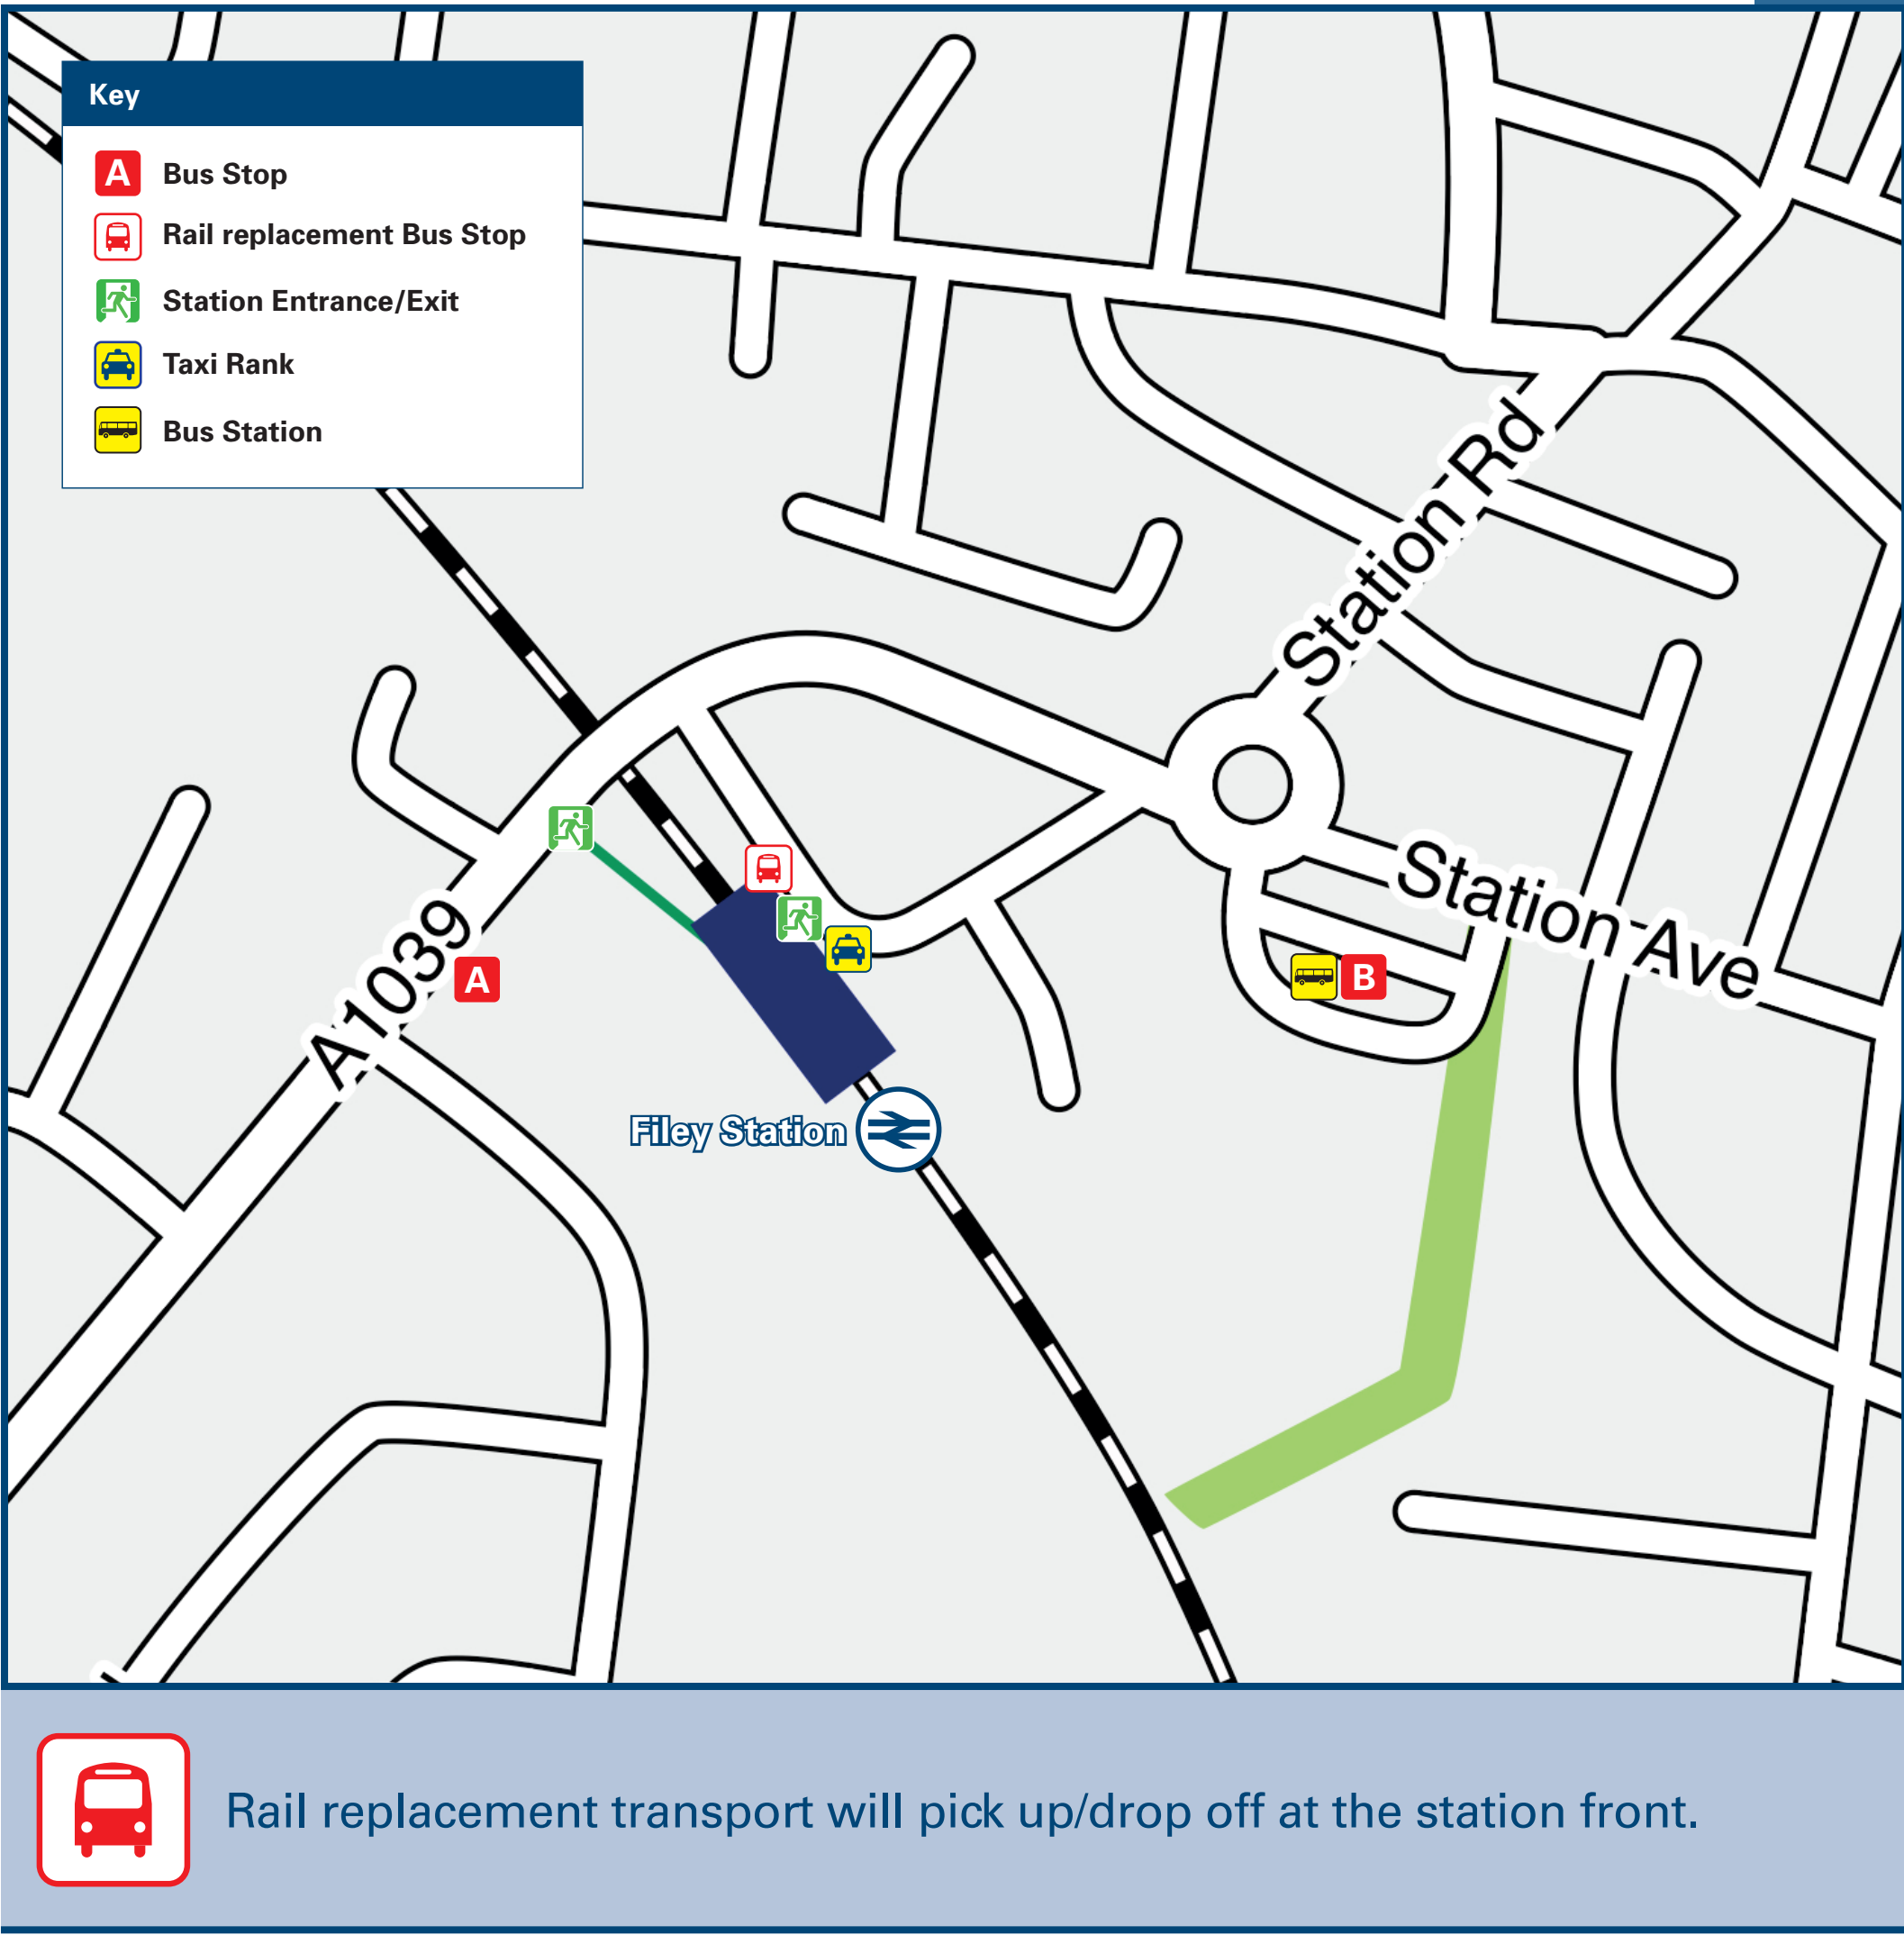 Key
A Bus Stop
Rail replacement Bus Stop
Station Entrance/Exit
Taxi Rank
Bus Station
Station Rd
Station Ave
A1039
A
B
Filey Station
Rail replacement transport will pick up/drop off at the station front.